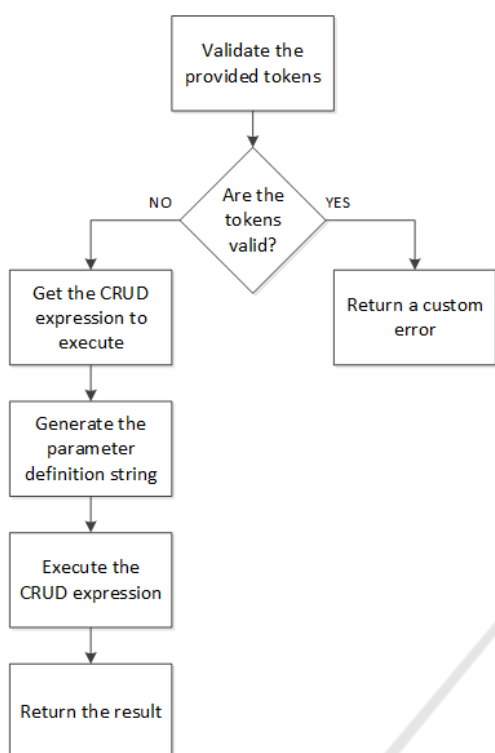 Validate the
provided tokens
Are the
tokens
valid?
NO
YES
Get the CRUD
expression to
execute
Return a custom
error
Generate the
parameter
definition string
Execute the
CRUD expression
Return the result